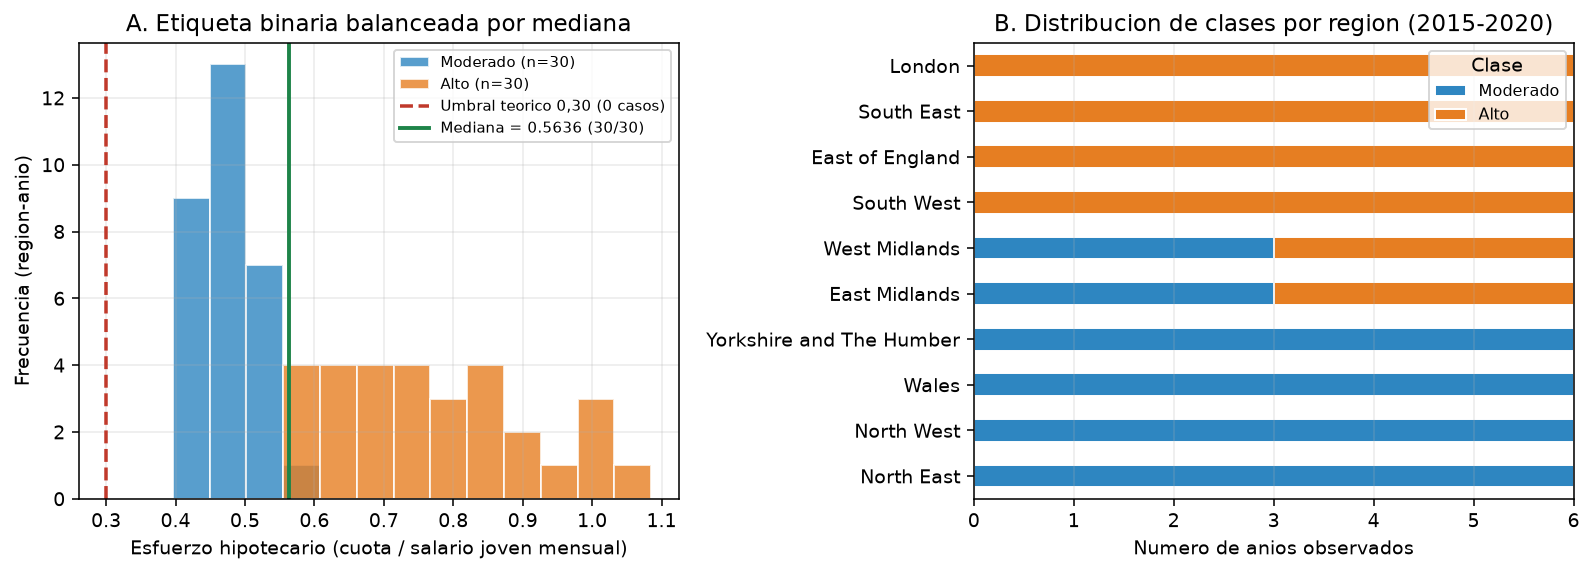 A. Etiqueta binaria balanceada por mediana
Frecuencia (region-anio)
12
10
8
6
4
2
0
Moderado (n=30)
Alto (n=30)
Umbral teorico 0,30 (0 casos)
Mediana = 0.5636 (30/30)
0.3 0.4 0.5 0.6 0.7 0.8 0.9 1.0 1.1
Esfuerzo hipotecario (cuota / salario joven mensual)
B. Distribucion de clases por region (2015-2020)
London
South East
East of England
South West
West Midlands
East Midlands
Yorkshire and The Humber
Wales
North West
North East
Clase
Moderado
Alto
0 1 2 3 4 5 6
Numero de anios observados